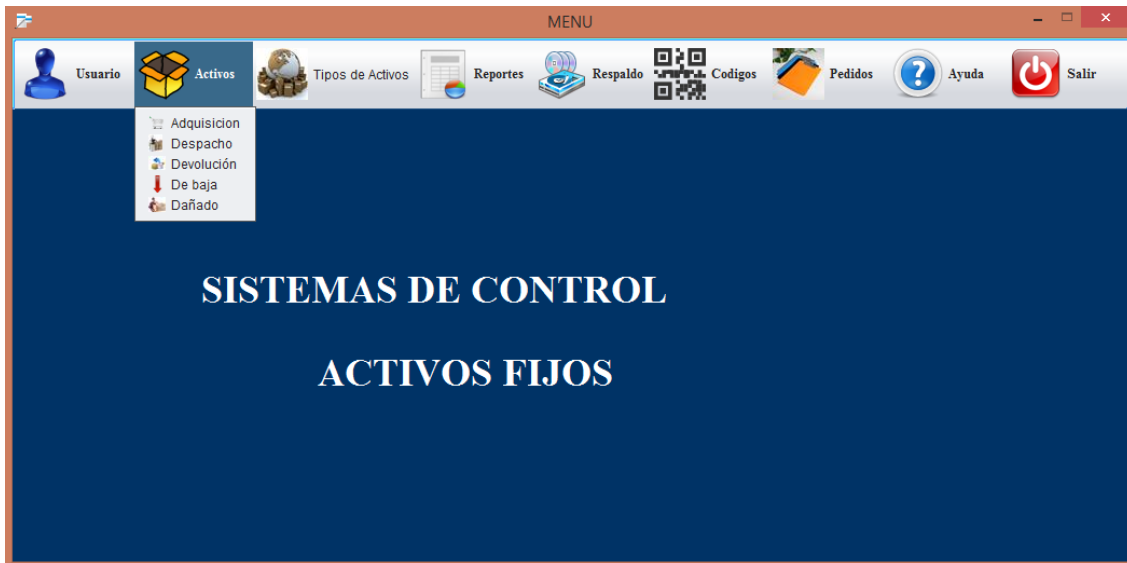 MENU
Usuario
Activos
Tipos de Activos
Reportes
Respaldo
Codigos
Pedidos
Ayuda
Salir
Adquisicion
Despacho
Devolución
De baja
Dañado
SISTEMAS DE CONTROL
ACTIVOS FIJOS